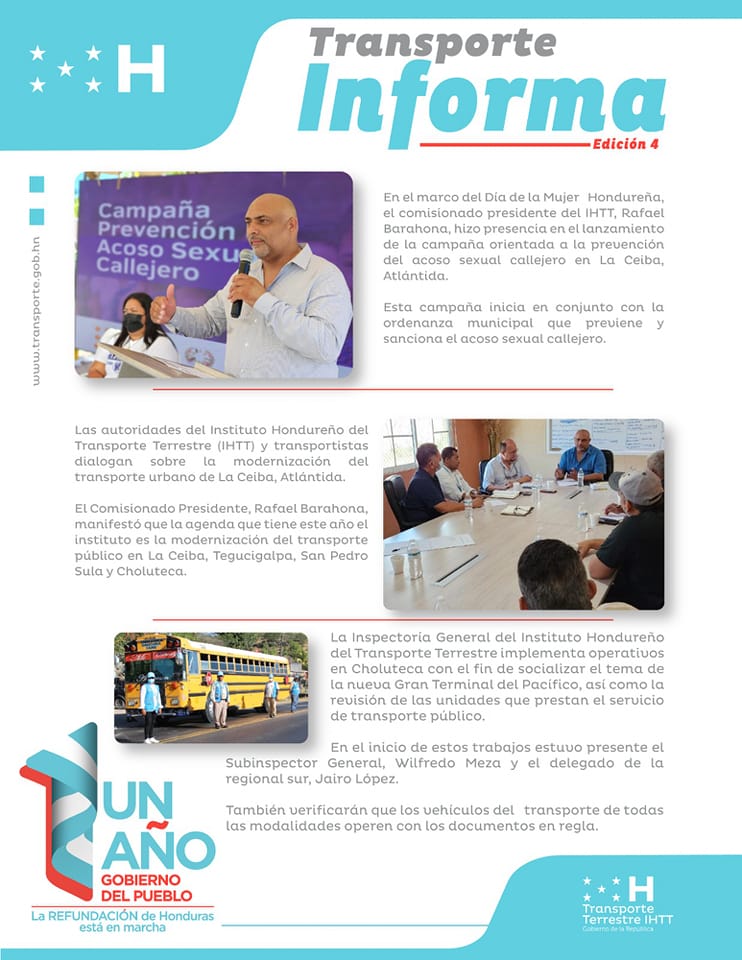 H
Transporte
Informa
Edición 4
www.transporte.gob.hn
Campaña
Prevención
Acoso Sexu
Callejero
En el marco del Día de la Mujer Hondureña,
el comisionado presidente del IHTT, Rafael
Barahona, hizo presencia en el lanzamiento
de la campaña orientada a la prevención
del acoso sexual callejero en La Ceiba,
Atlántida.
Esta campaña inicia en conjunto con la
ordenanza municipal que previene y
sanciona el acoso sexual callejero.
Las autoridades del Instituto Hondureño del
Transporte Terrestre (IHTT) y transportistas
dialogan sobre la modernización del
transporte urbano de La Ceiba, Atlántida.
El Comisionado Presidente, Rafael Barahona,
manifestó que la agenda que tiene este año el
instituto es la modernización del transporte
público en La Ceiba, Tegucigalpa, San Pedro
Sula y Choluteca.
La Inspectoría General del Instituto Hondureño
del Transporte Terrestre implementa operativos
en Choluteca con el fin de socializar el tema de
la nueva Gran Terminal del Pacífico, así como la
revisión de las unidades que prestan el servicio
de transporte público.
En el inicio de estos trabajos estuvo presente el
Subinspector General, Wilfredo Meza y el delegado de la
regional sur, Jairo López.
También verificarán que los vehículos del transporte de todas
las modalidades operen con los documentos en regla.
UN
AÑO
GOBIERNO
DEL PUEBLO
La REFUNDACIÓN de Honduras
está en marcha
H
Transporte
Terrestre IHTT
Gobierno de la República